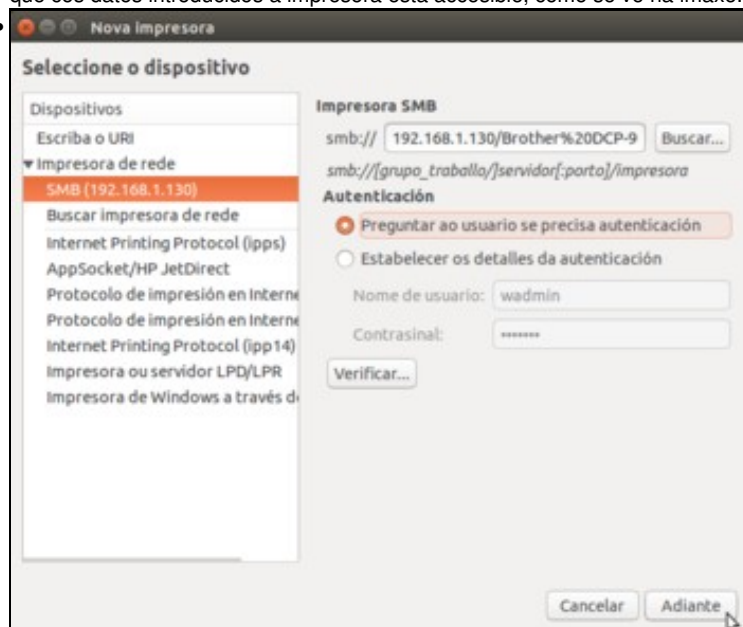 que cos datos introducidos a impresora está accesible, como se ve na imaxe.
Nova impresora
Seleccione o dispositivo
Dispositivos
Escriba o URI
Impresora de rede
SMB (192.168.1.130)
Buscar impresora de rede
Internet Printing Protocol (ipps)
AppSocket/HP JetDirect
Protocolo de impresión en Interne
Protocolo de impresión en Interne
Internet Printing Protocol (ipp14)
Impresora ou servidor LPD/LPR
Impresora de Windows a través d
Impresora SMB
smb:// 192.168.1.130/Brother%20DCP-9 Buscar...
smb://[grupo_traballo/]servidor[:porto]/impresora
Autenticación
Preguntar ao usuario se precisa autenticación
Estabelecer os detalles da autenticación
Nome de usuario: wadmin
Contrasinal: •••••••
Verificar...
Cancelar Adiante